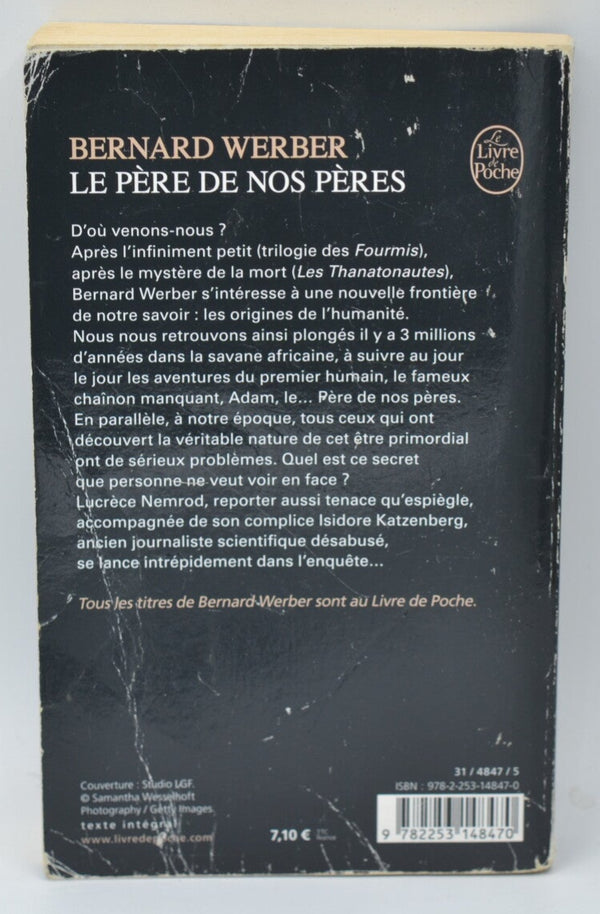 BERNARD WERBER
LE PÈRE DE NOS PÈRES
Le
Livre
de
Poche
D'où venons-nous ?
Après l'infiniment petit (trilogie des Fourmis),
après le mystère de la mort (Les Thanatonautes),
Bernard Werber s'intéresse à une nouvelle frontière
de notre savoir : les origines de l'humanité.
Nous nous retrouvons ainsi plongés il y a 3 millions
d'années dans la savane africaine, à suivre au jour
le jour les aventures du premier humain, le fameux
chaînon manquant, Adam, le... Père de nos pères.
En parallèle, à notre époque, tous ceux qui ont
découvert la véritable nature de cet être primordial
ont de sérieux problèmes. Quel est ce secret
que personne ne veut voir en face ?
Lucrèce Nemrod, reporter aussi tenace qu'espiègle,
accompagnée de son complice Isidore Katzenberg,
ancien journaliste scientifique désabusé,
se lance intrépidement dans l'enquête...
Tous les titres de Bernard Werber sont au Livre de Poche.
Couverture : Studio LGF.
© Samantha Wesselhoft
Photography / Getty Images.
texte intégral
www.livredepoche.com
7,10 €
31 / 4847 / 5
ISBN : 978-2-253-14847-0
9 782253 148470